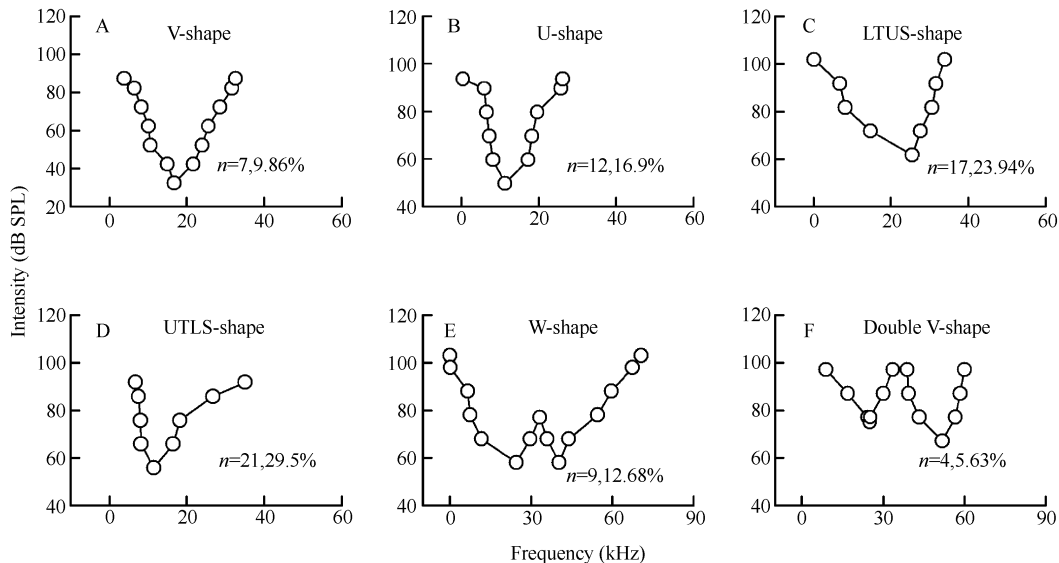 A
V-shape
120
100
80
60
40
20
n=7,9.86%
0
20
40
60
B
U-shape
120
100
80
60
40
n=12,16.9%
0
20
40
60
C
LTUS-shape
120
100
80
60
40
n=17,23.94%
0
20
40
60
Intensity (dB SPL)
D
UTLS-shape
120
100
80
60
40
n=21,29.5%
0
20
40
60
E
W-shape
120
100
80
60
40
n=9,12.68%
0
30
60
90
F
Double V-shape
120
100
80
60
40
n=4,5.63%
0
30
60
90
Frequency (kHz)